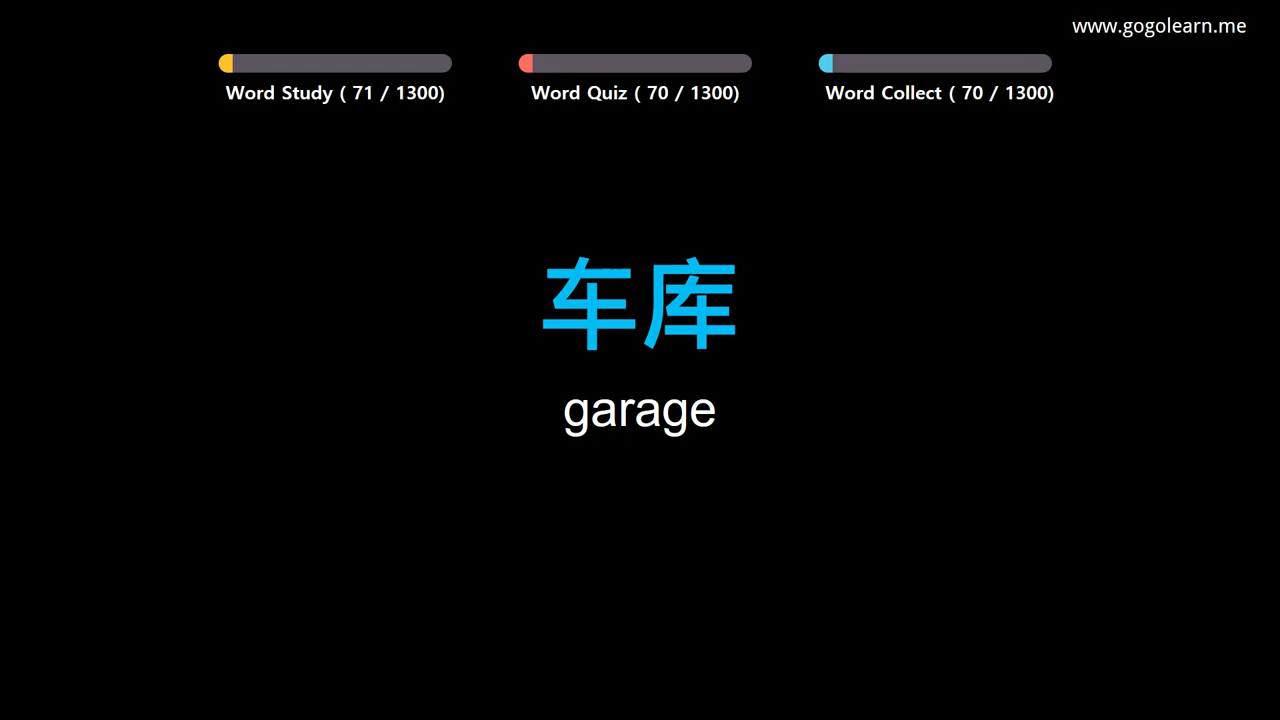 www.gogolearn.me
Word Study ( 71 / 1300)
Word Quiz ( 70 / 1300)
Word Collect ( 70 / 1300)
车库
garage